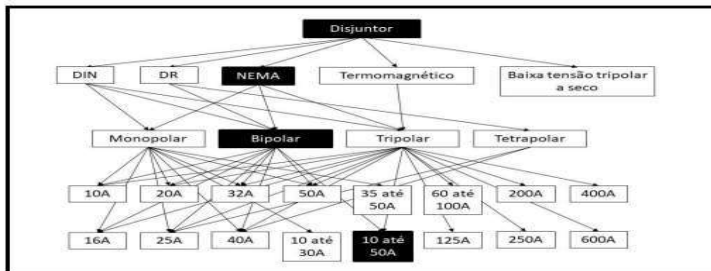 Disjuntor
DIN
DR
NEMA
Termomagnético
Baixa tensão tripolar
a seco
Monopolar
Bipolar
Tripolar
Tetrapolar
10A
20A
32A
50A
35 até
50A
60 até
100A
200A
400A
16A
25A
40A
10 até
30A
10 até
50A
125A
250A
600A